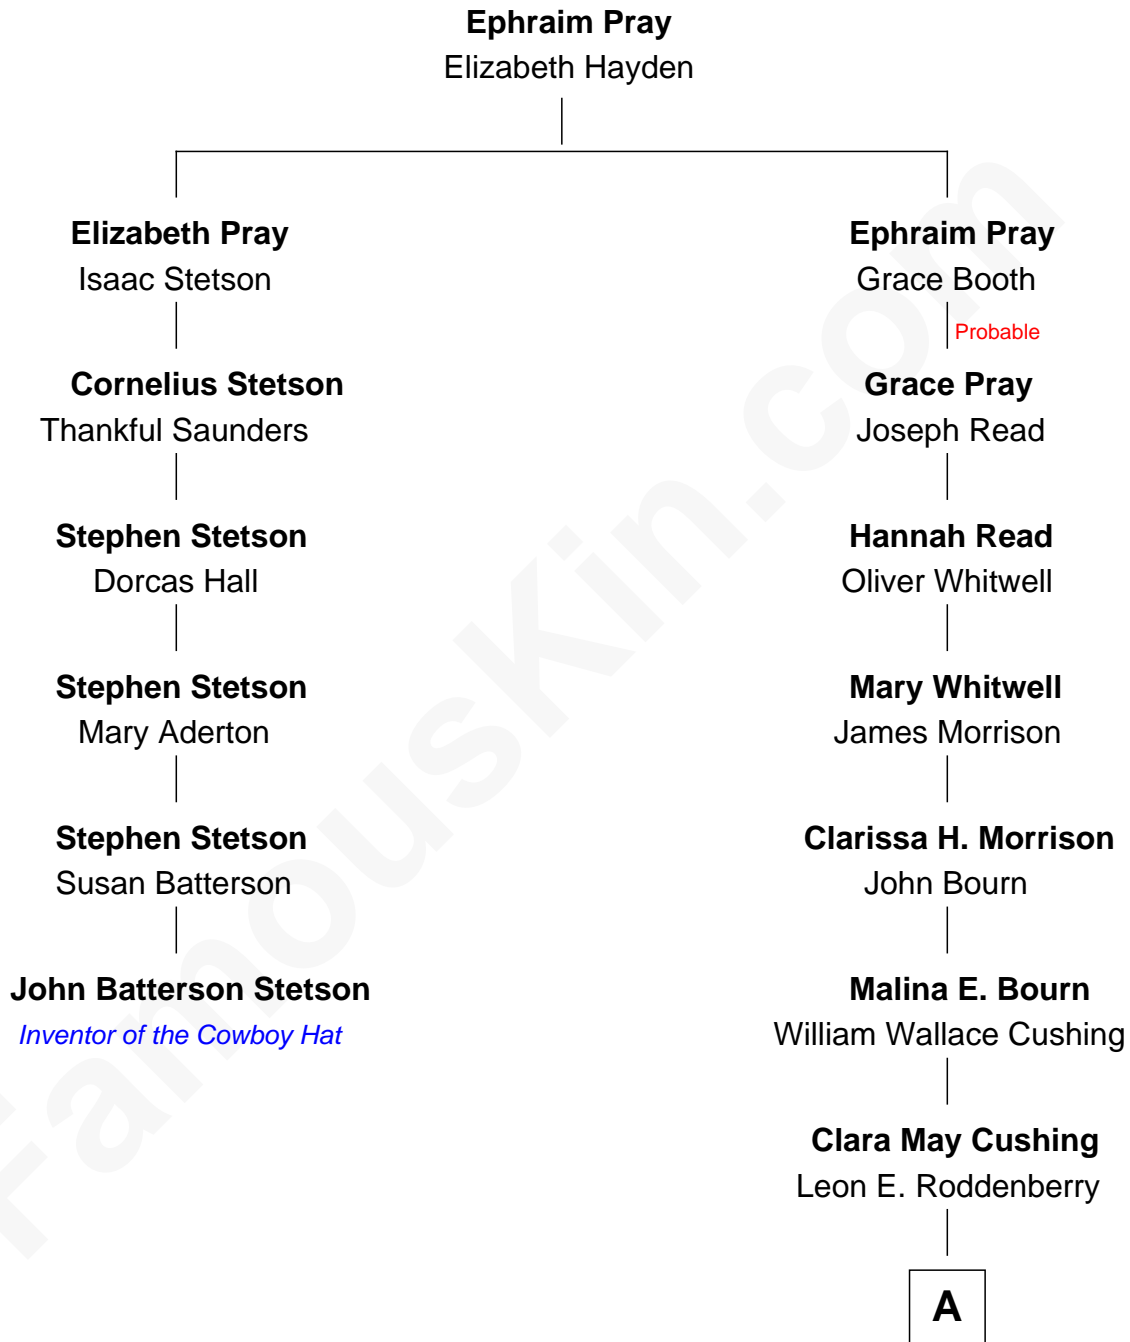 Ephraim Pray
Elizabeth Hayden
Elizabeth Pray
Isaac Stetson
Cornelius Stetson
Thankful Saunders
Stephen Stetson
Dorcas Hall
Stephen Stetson
Mary Aderton
Stephen Stetson
Susan Batterson
John Batterson Stetson
Inventor of the Cowboy Hat
Ephraim Pray
Grace Booth
Probable
Grace Pray
Joseph Read
Hannah Read
Oliver Whitwell
Mary Whitwell
James Morrison
Clarissa H. Morrison
John Bourn
Malina E. Bourn
William Wallace Cushing
Clara May Cushing
Leon E. Roddenberry
A
FamousKin.com